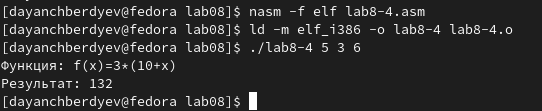 [dayanchberdyev@fedora lab08]$ nasm -f elf lab8-4.asm
[dayanchberdyev@fedora lab08]$ ld -m elf_i386 -o lab8-4 lab8-4.o
[dayanchberdyev@fedora lab08]$ ./lab8-4 5 3 6
Функция: f(x)=3*(10+x)
Результат: 132
[dayanchberdyev@fedora lab08]$